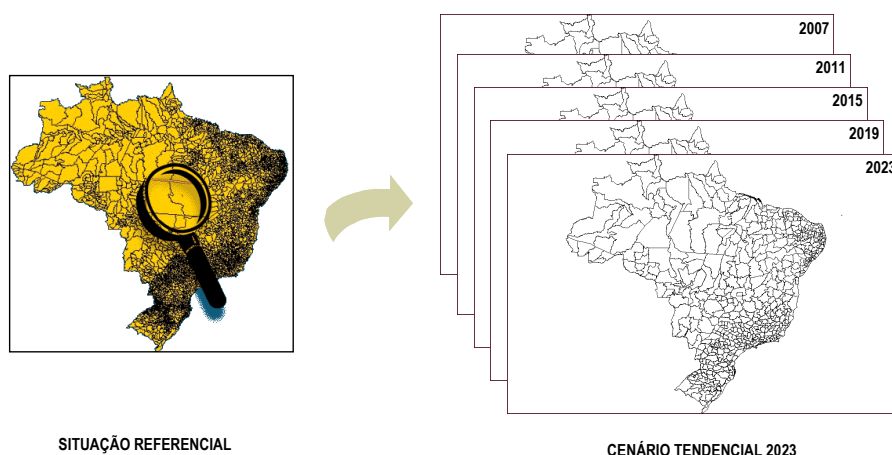 2007
2011
2015
2019
2023
SITUAÇÃO REFERENCIAL
CENÁRIO TENDENCIAL 2023